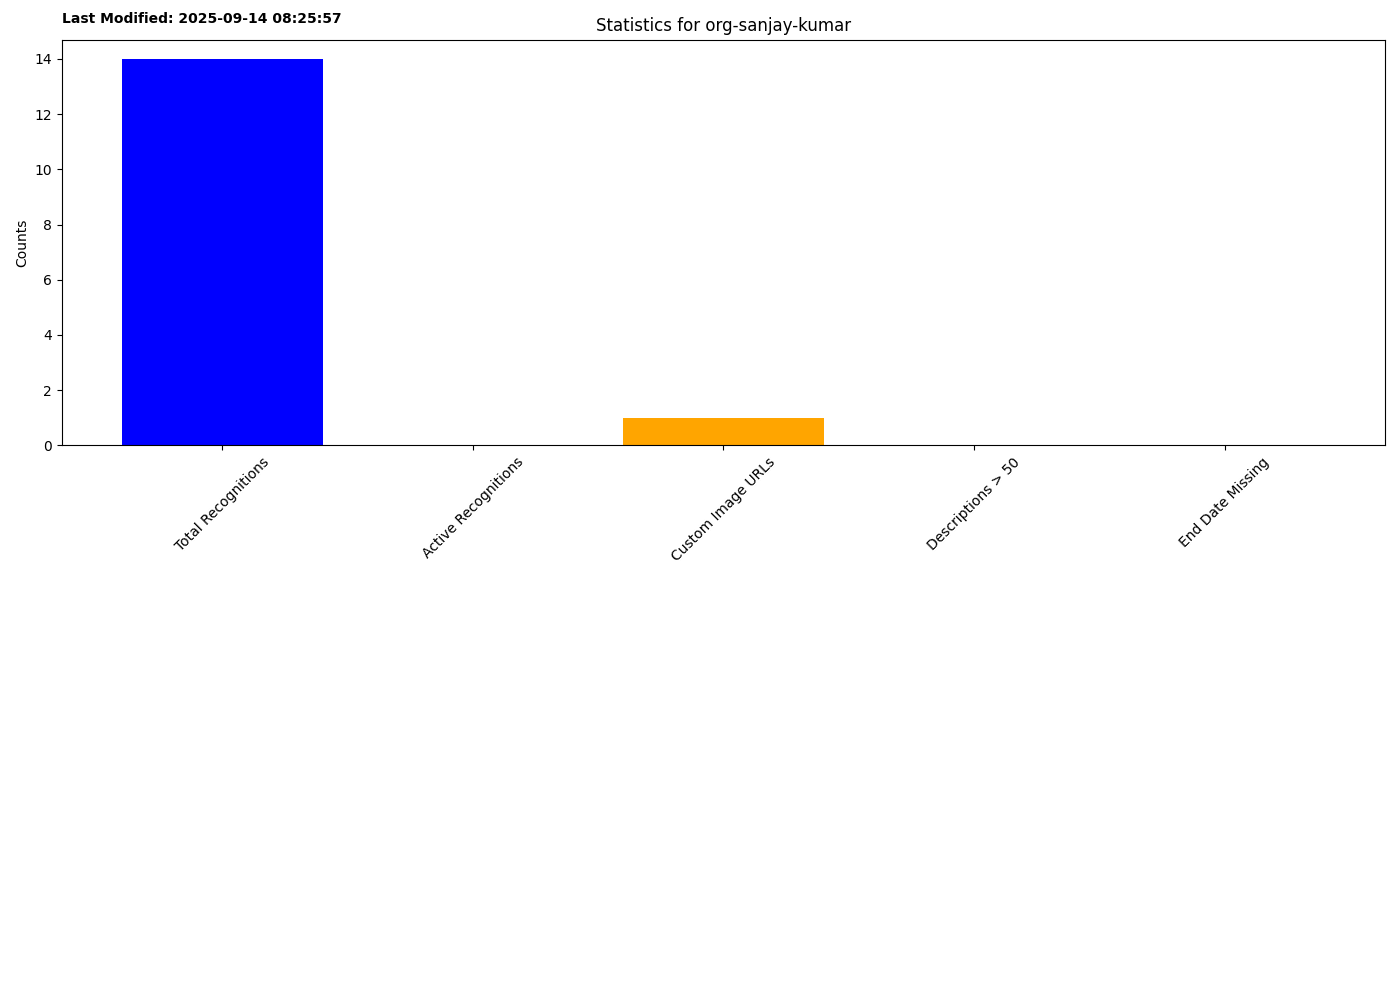 Last Modified: 2025-09-14 08:25:57
Statistics for org-sanjay-kumar
Counts
14
12
10
8
6
4
2
0
Total Recognitions
Active Recognitions
Custom Image URLs
Descriptions > 50
End Date Missing